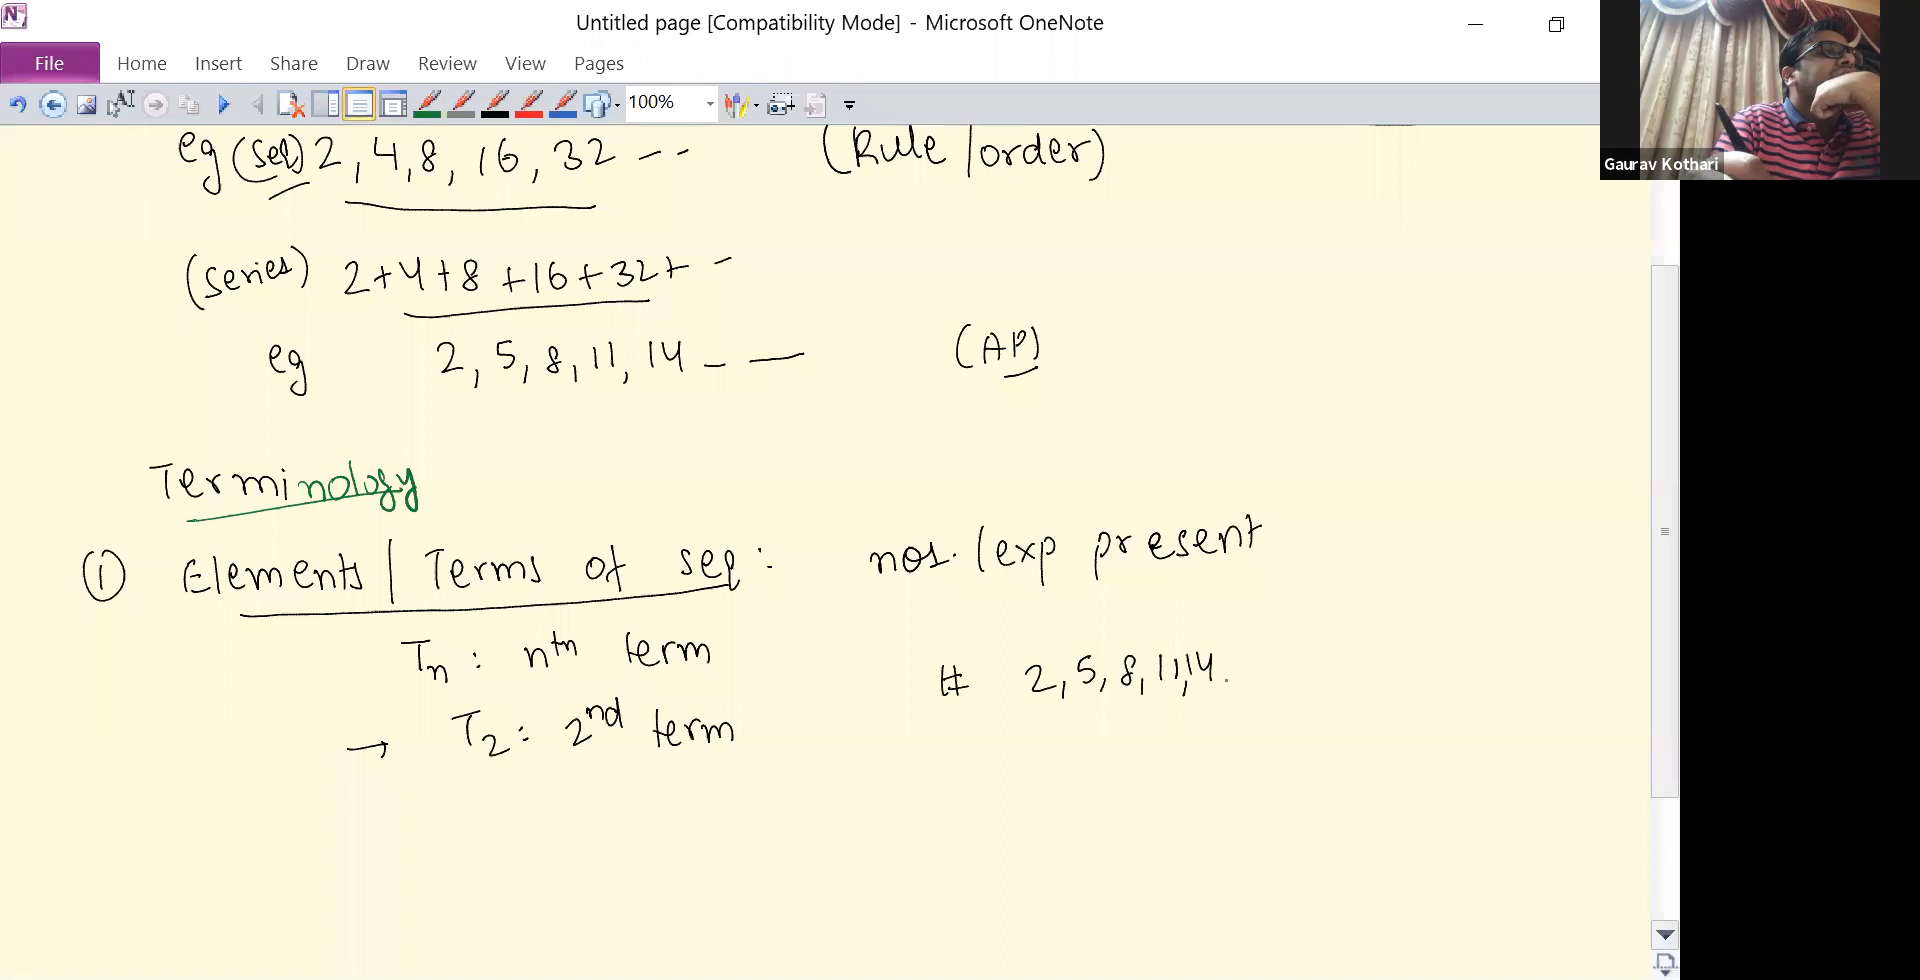 Untitled page [Compatibility Mode] - Microsoft OneNote
File Home Insert Share Draw Review View Pages
100%
Gaurav Kothari
eg (seq) 2, 4, 8, 16, 32 -- (Rule/order)
(series) 2+4+8+16+32+ -
eg 2, 5, 8, 11, 14 _ — (AP)
Terminology
① Elements | Terms of seq: nos. / exp present
Tn : nth term
# 2, 5, 8, 11, 14.
→ T2 : 2nd term